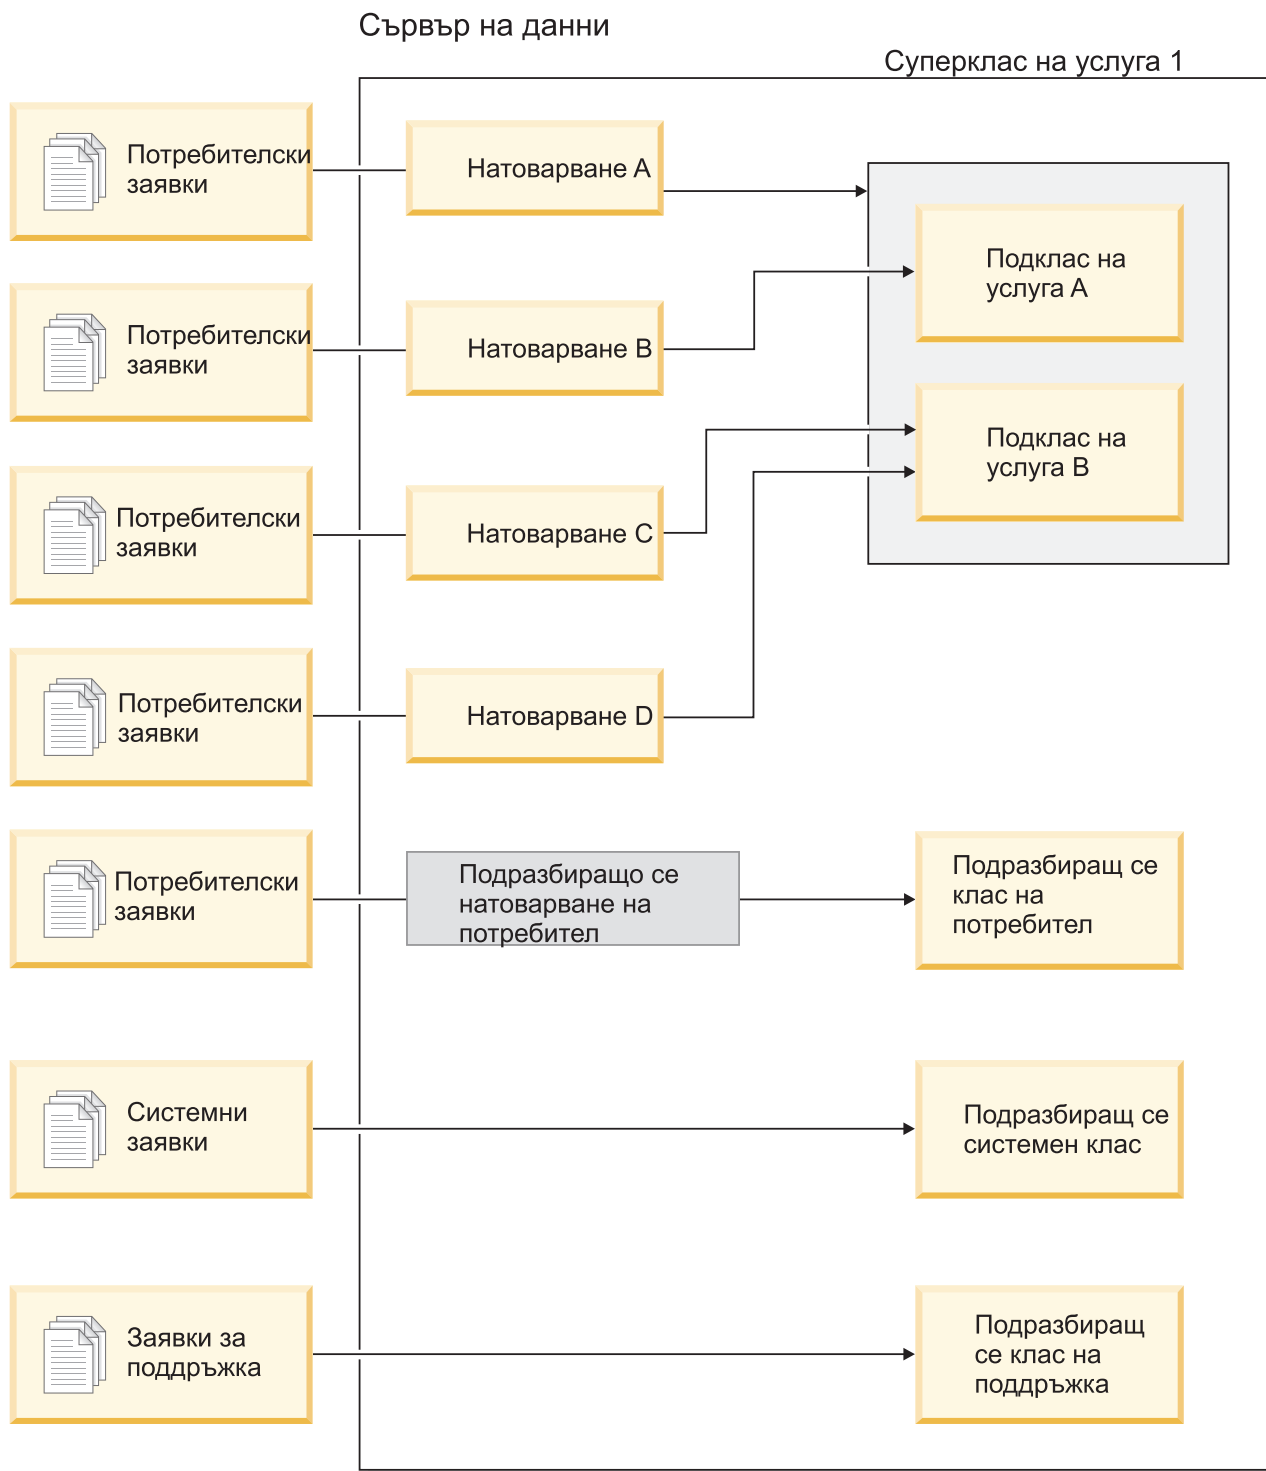 Сървър на данни
Суперклас на услуга 1
Потребителски
заявки
Натоварване A
Подклас на
услуга A
Потребителски
заявки
Натоварване B
Подклас на
услуга B
Потребителски
заявки
Натоварване C
Потребителски
заявки
Натоварване D
Потребителски
заявки
Подразбиращо се
натоварване на
потребител
Подразбиращ се
клас на
потребител
Системни
заявки
Подразбиращ се
системен клас
Заявки за
поддръжка
Подразбиращ
се клас на
поддръжка